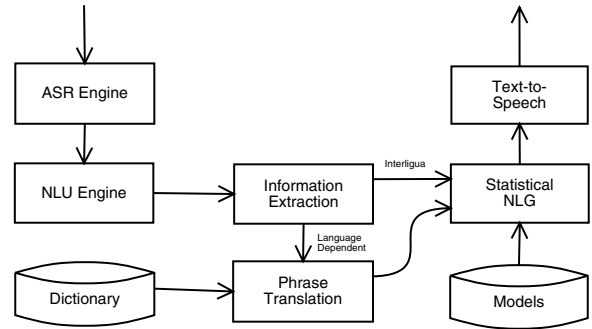 ASR Engine
Text-to-
Speech
NLU Engine
Information
Extraction
Interligua
Statistical
NLG
Language
Dependent
Dictionary
Phrase
Translation
Models